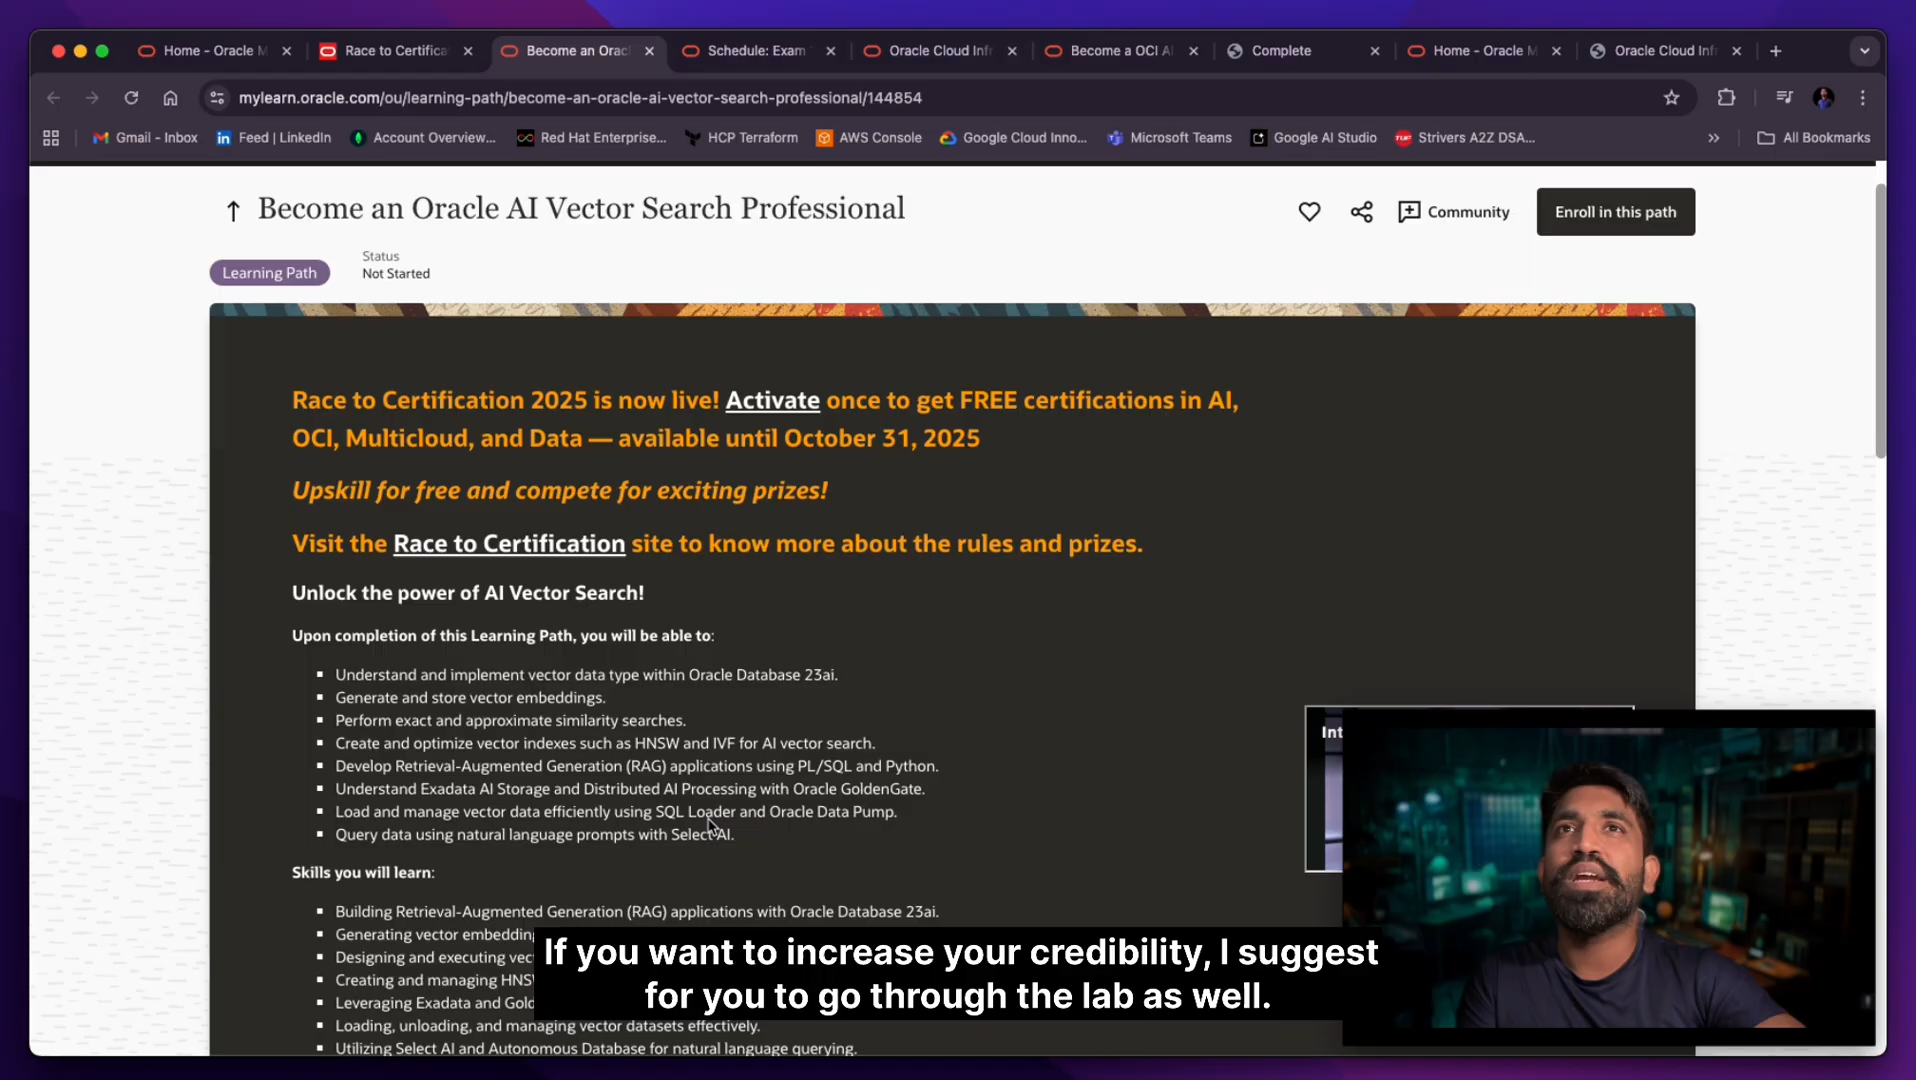 Home - Oracle M
Race to Certifica
Become an Orac
Schedule: Exam
Oracle Cloud Infr
Become a OCI AI
Complete
Home - Oracle M
Oracle Cloud Inf
mylearn.oracle.com/ou/learning-path/become-an-oracle-ai-vector-search-professional/144854
Gmail - Inbox
Feed | LinkedIn
Account Overview...
Red Hat Enterprise...
HCP Terraform
AWS Console
Google Cloud Inno...
Microsoft Teams
Google AI Studio
Strivers A2Z DSA...
All Bookmarks
Become an Oracle AI Vector Search Professional
Community
Enroll in this path
Learning Path
Status
Not Started
Race to Certification 2025 is now live! Activate once to get FREE certifications in AI,
OCI, Multicloud, and Data — available until October 31, 2025
Upskill for free and compete for exciting prizes!
Visit the Race to Certification site to know more about the rules and prizes.
Unlock the power of AI Vector Search!
Upon completion of this Learning Path, you will be able to:
Understand and implement vector data type within Oracle Database 23ai.
Generate and store vector embeddings.
Perform exact and approximate similarity searches.
Create and optimize vector indexes such as HNSW and IVF for AI vector search.
Develop Retrieval-Augmented Generation (RAG) applications using PL/SQL and Python.
Understand Exadata AI Storage and Distributed AI Processing with Oracle GoldenGate.
Load and manage vector data efficiently using SQL Loader and Oracle Data Pump.
Query data using natural language prompts with Select AI.
Int
Skills you will learn:
Building Retrieval-Augmented Generation (RAG) applications with Oracle Database 23ai.
Generating vector embedding
Designing and executing vec
Creating and managing HNS
Leveraging Exadata and Gold
Loading, unloading, and managing vector datasets effectively.
Utilizing Select AI and Autonomous Database for natural language querying.
If you want to increase your credibility, I suggest
for you to go through the lab as well.